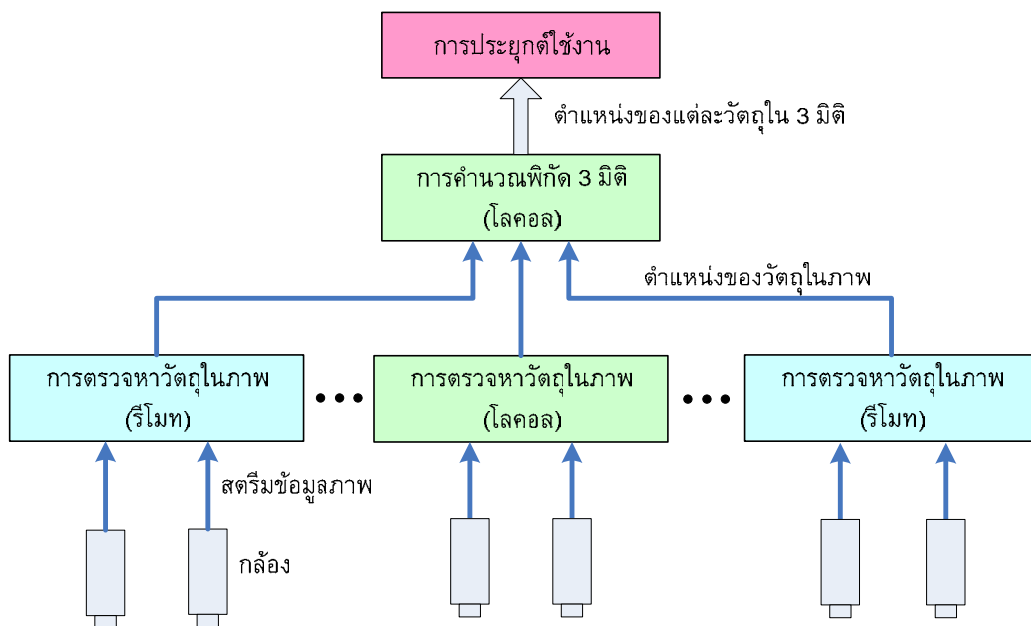 การประยุกต์ใช้งาน
ตำแหน่งของแต่ละวัตถุใน 3 มิติ
การคำนวณพิกัด 3 มิติ
(โลคอล)
ตำแหน่งของวัตถุในภาพ
การตรวจหาวัตถุในภาพ
(รีโมท)
การตรวจหาวัตถุในภาพ
(โลคอล)
การตรวจหาวัตถุในภาพ
(รีโมท)
สตรีมข้อมูลภาพ
กล้อง